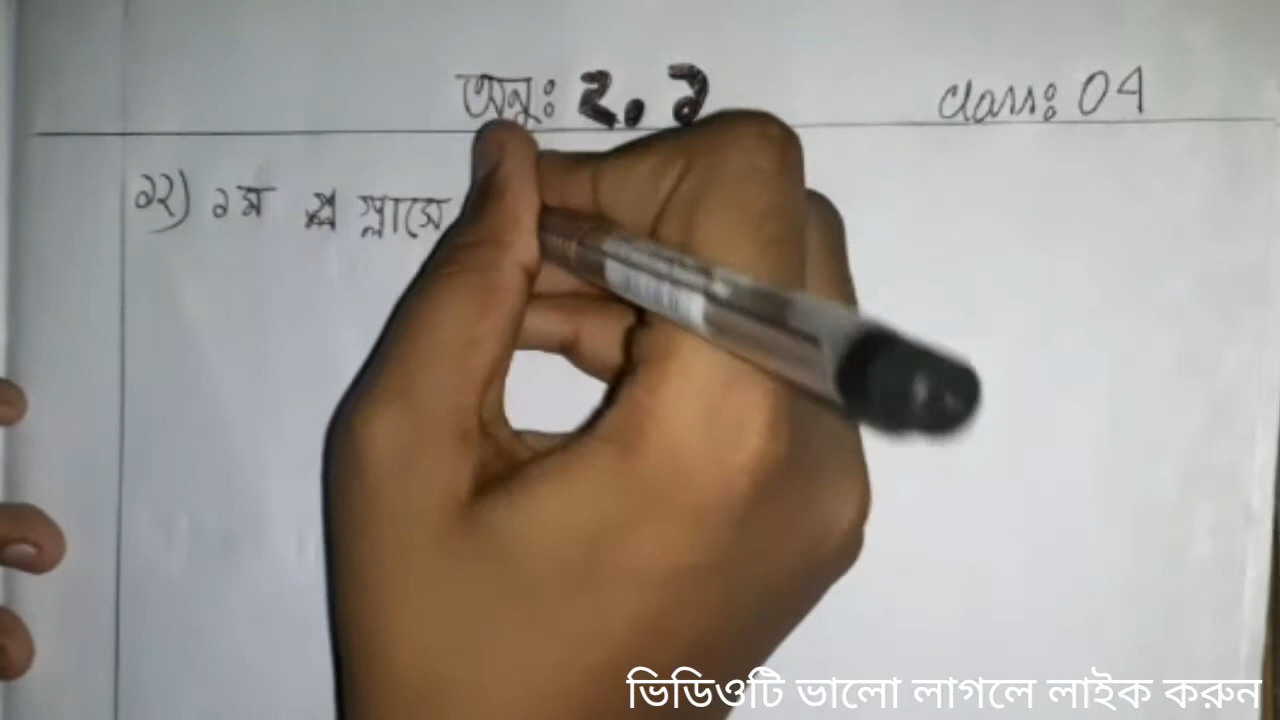 অনুঃ ২.১
class: 04
১২) ১ম গ্লাসে
ভিডিওটি ভালো লাগলে লাইক করুন